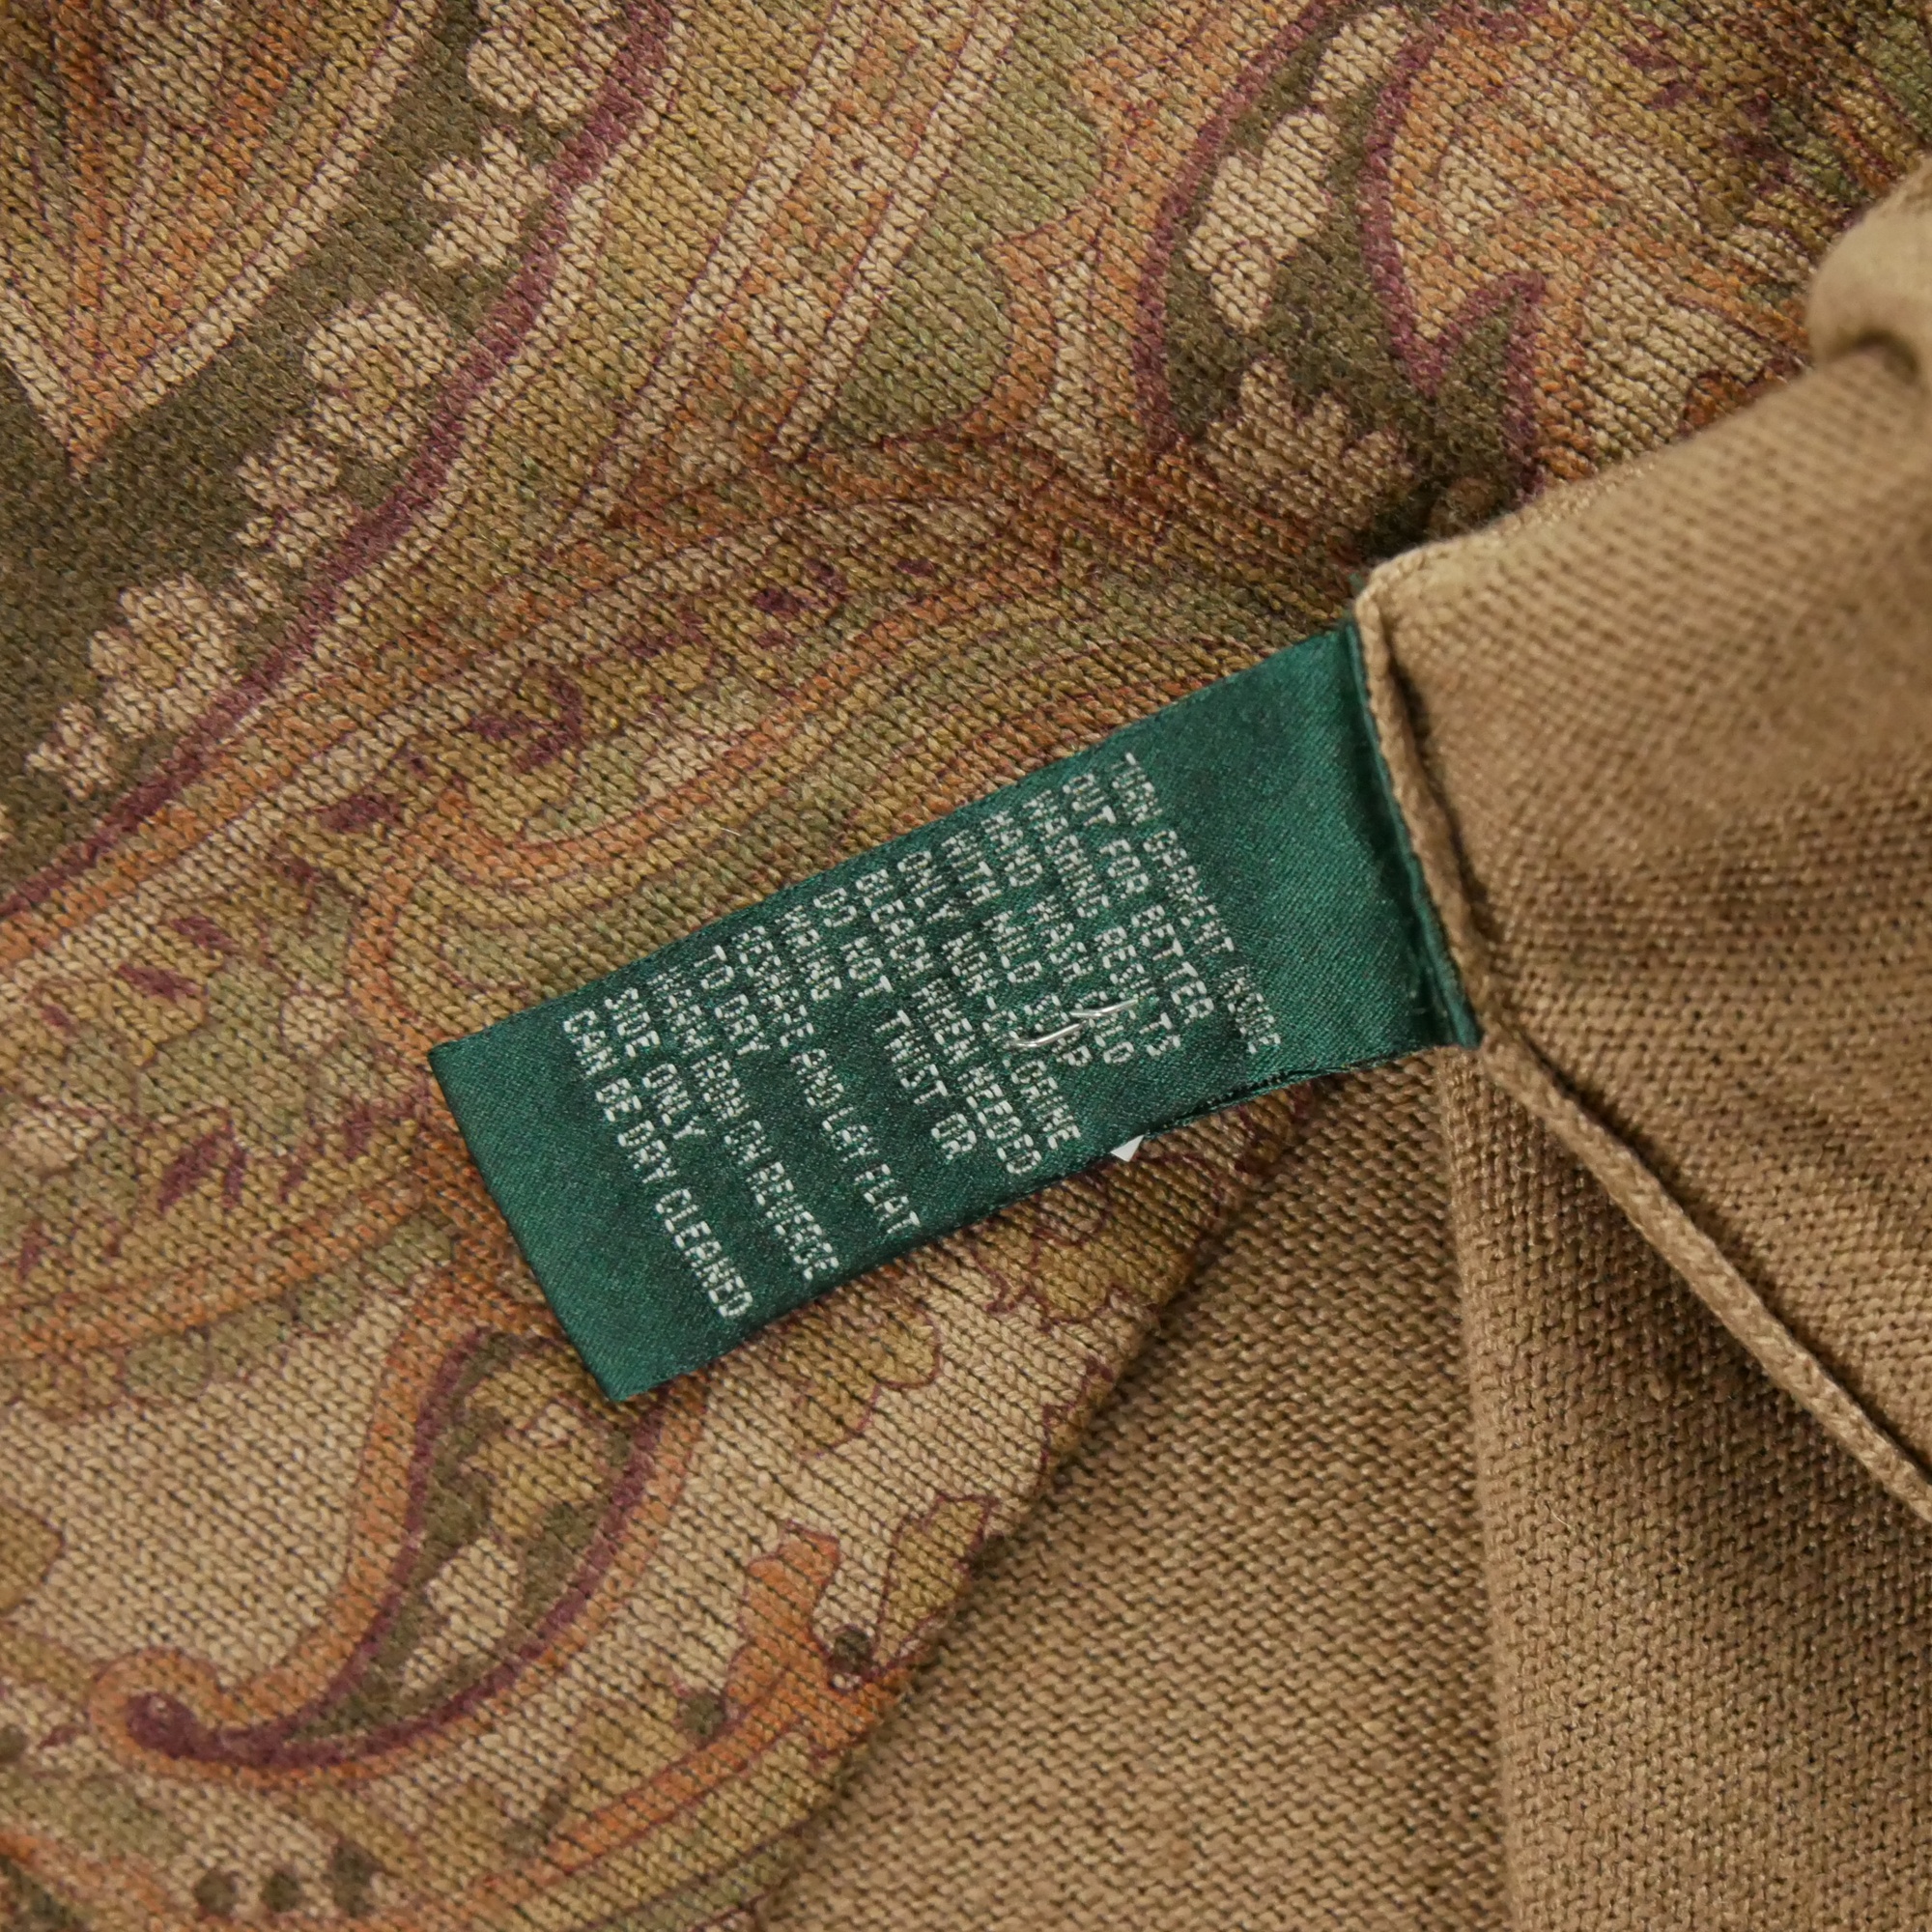 TURN GARMENT INSIDE
OUT FOR BETTER
WASHING RESULTS
HAND WASH COLD
WITH MILD SOAP
ONLY NON-CHLORINE
BLEACH WHEN NEEDED
DO NOT TWIST OR
WRING
RESHAPE AND LAY FLAT
TO DRY
WARM IRON ON REVERSE
SIDE ONLY
CAN BE DRY CLEANED